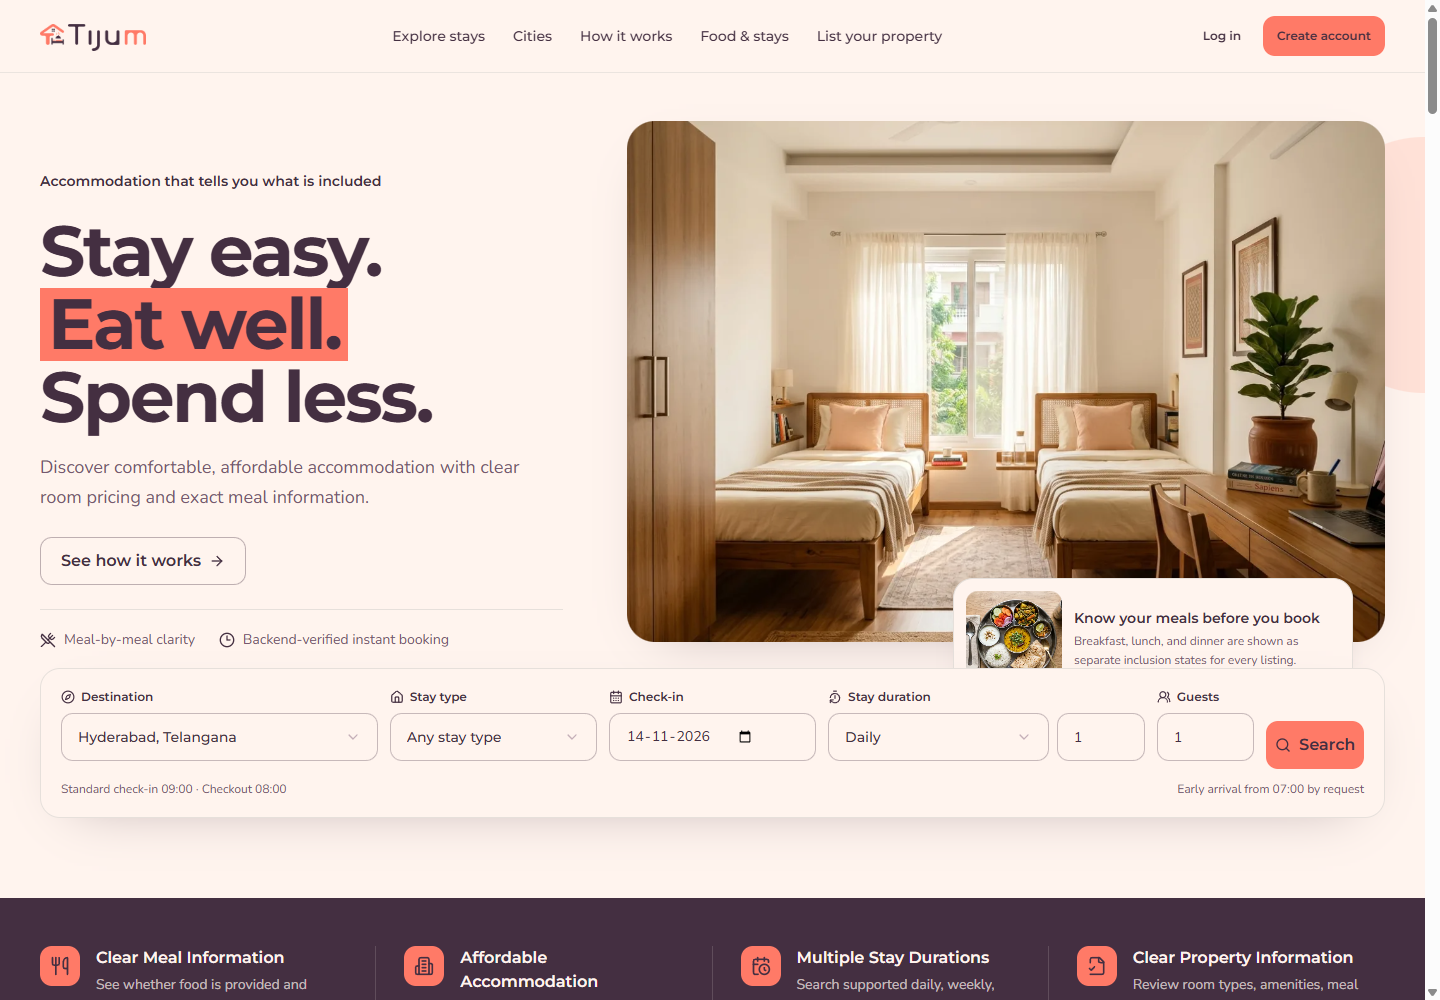 Tijum
Explore stays
Cities
How it works
Food & stays
List your property
Log in
Create account
Accommodation that tells you what is included
Stay easy.
Eat well.
Spend less.
Discover comfortable, affordable accommodation with clear
room pricing and exact meal information.
See how it works
Meal-by-meal clarity
Backend-verified instant booking
Sapiens
Know your meals before you book
Breakfast, lunch, and dinner are shown as
separate inclusion states for every listing.
Destination
Hyderabad, Telangana
Stay type
Any stay type
Check-in
14-11-2026
Stay duration
Daily
1
Guests
1
Search
Standard check-in 09:00 · Checkout 08:00
Early arrival from 07:00 by request
Clear Meal Information
See whether food is provided and
Affordable
Accommodation
Multiple Stay Durations
Search supported daily, weekly,
Clear Property Information
Review room types, amenities, meal